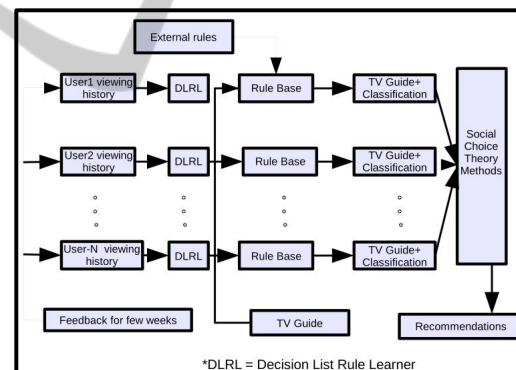 External rules
User1 viewing
history
DLRL
Rule Base
TV Guide+
Classification
User2 viewing
history
DLRL
Rule Base
TV Guide+
Classification
Social
Choice
Theory
Methods
User-N viewing
history
DLRL
Rule Base
TV Guide+
Classification
Feedback for few weeks
TV Guide
Recommendations
*DLRL = Decision List Rule Learner